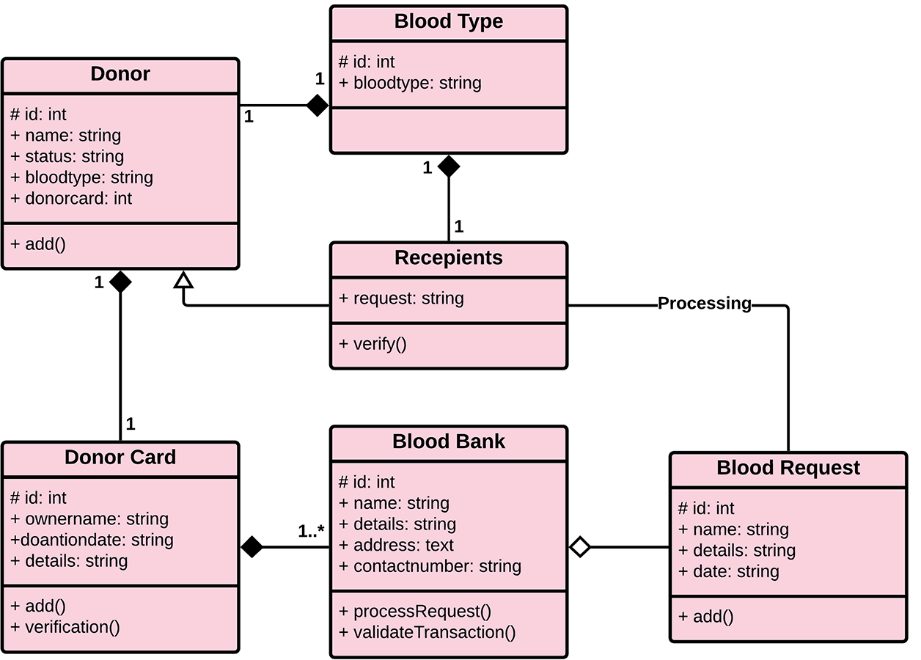 Blood Type
# id: int
+ bloodtype: string
Donor
# id: int
+ name: string
+ status: string
+ bloodtype: string
+ donorcard: int
+ add()
1
1
1
1
Recepients
+ request: string
+ verify()
Processing
1
1
Donor Card
# id: int
+ ownername: string
+doantiondate: string
+ details: string
+ add()
+ verification()
1..*
Blood Bank
# id: int
+ name: string
+ details: string
+ address: text
+ contactnumber: string
+ processRequest()
+ validateTransaction()
Blood Request
# id: int
+ name: string
+ details: string
+ date: string
+ add()